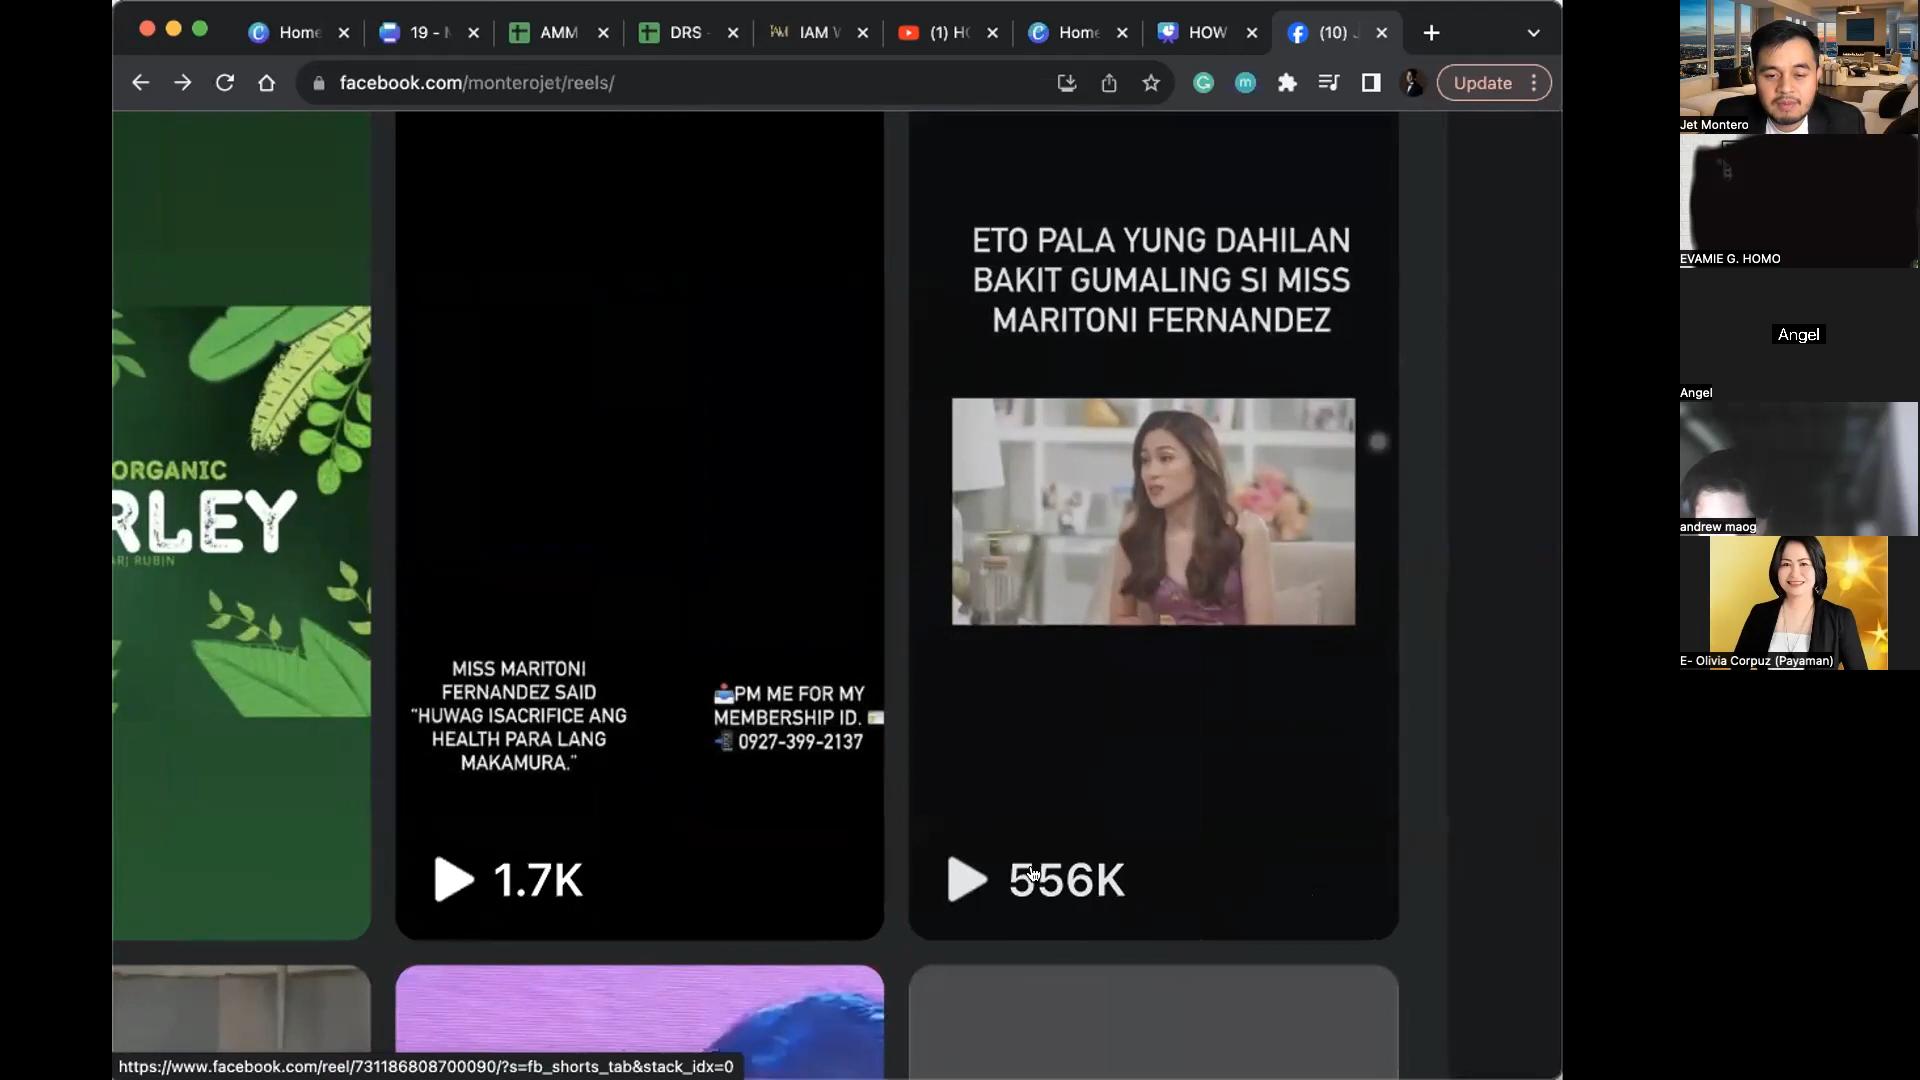 Home
19 -
AMM
DRS
IAM
(1) H
Home
HOW
(10)
facebook.com/monterojet/reels/
Update
ORGANIC
RLEY
MISS MARITONI
FERNANDEZ SAID
"HUWAG ISACRIFICE ANG
HEALTH PARA LANG
MAKAMURA."
PM ME FOR MY
MEMBERSHIP ID.
0927-399-2137
1.7K
ETO PALA YUNG DAHILAN
BAKIT GUMALING SI MISS
MARITONI FERNANDEZ
556K
https://www.facebook.com/reel/731186808700090/?s=fb_shorts_tab&stack_idx=0
Jet Montero
EVAMIE G. HOMO
Angel
Angel
andrew maog
E- Olivia Corpuz (Payaman)